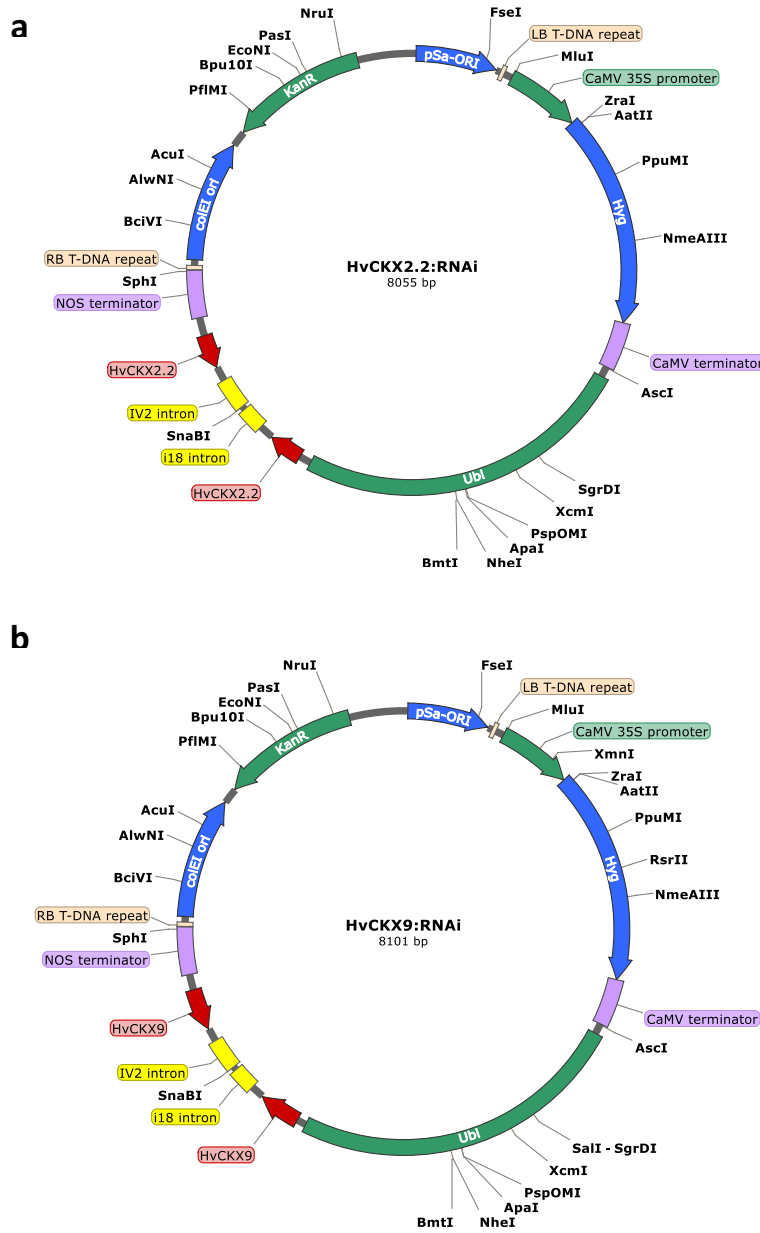 a
NruI
FseI
PasI
LB T-DNA repeat
EcoNI
pSa-ORI
MluI
Bpu10I
KanR
CaMV 35S promoter
PflMI
ZraI
AatII
AcuI
PpuMI
AlwNI
colEI ori
Hyg
BciVI
NmeAIII
RB T-DNA repeat
HvCKX2.2:RNAi
8055 bp
SphI
NOS terminator
CaMV terminator
HvCKX2.2
AscI
IV2 intron
SnaBI
i18 intron
UbI
SgrDI
HvCKX2.2
XcmI
PspOMI
ApaI
BmtI
NheI
b
NruI
FseI
PasI
LB T-DNA repeat
EcoNI
pSa-ORI
MluI
Bpu10I
KanR
CaMV 35S promoter
PflMI
XmnI
ZraI
AatII
AcuI
PpuMI
AlwNI
colEI ori
Hyg
RsrII
BciVI
NmeAIII
RB T-DNA repeat
HvCKX9:RNAi
8101 bp
SphI
NOS terminator
CaMV terminator
HvCKX9
AscI
IV2 intron
SnaBI
i18 intron
UbI
SalI - SgrDI
HvCKX9
XcmI
PspOMI
ApaI
BmtI
NheI